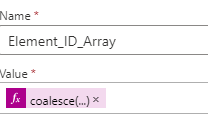 Name *
Element_ID_Array
Value *
fx coalesce(...) ×